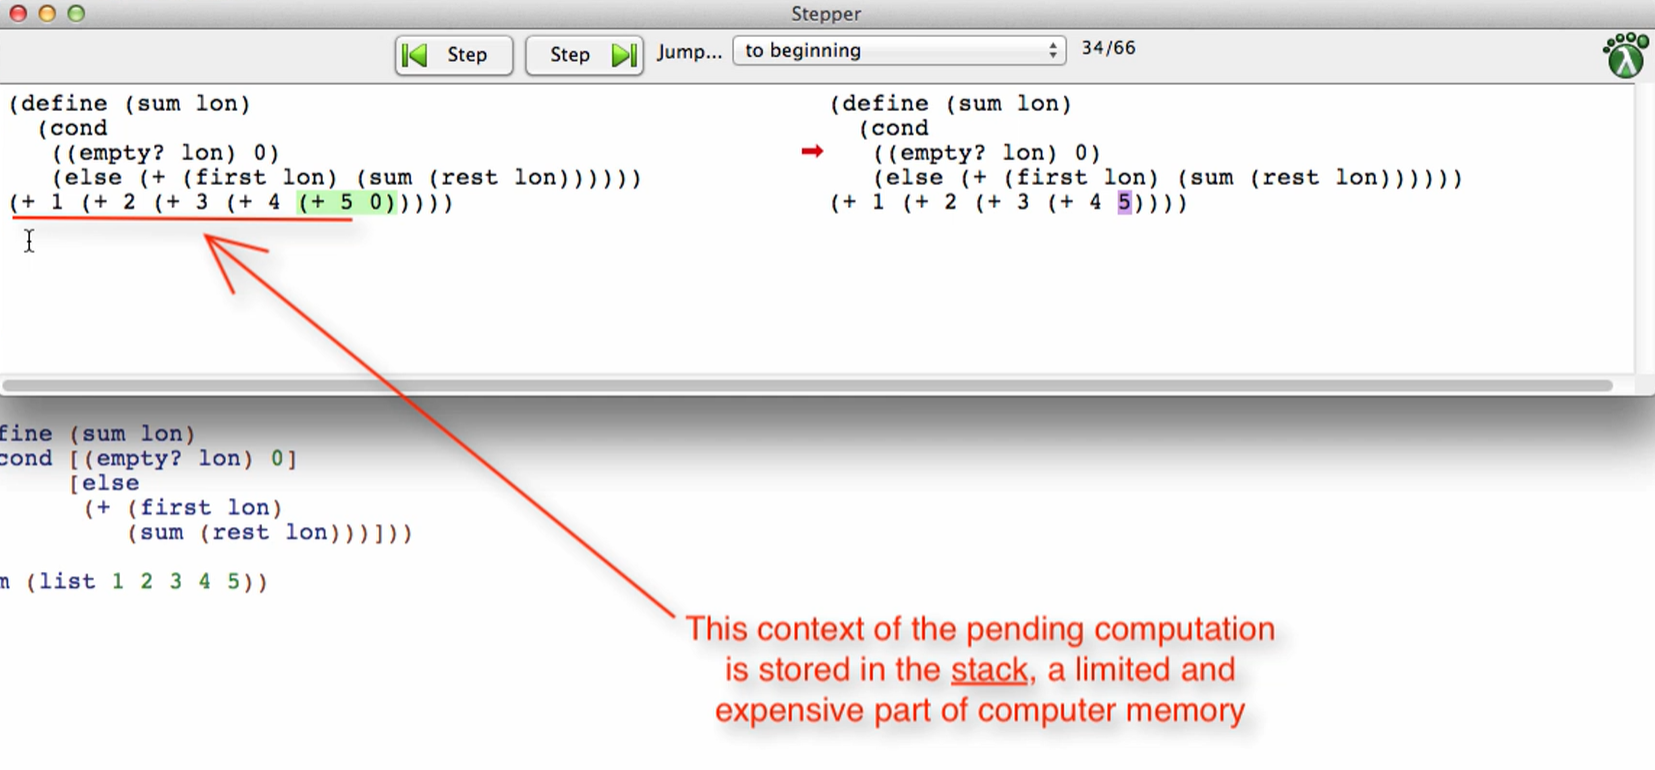 Stepper
Step Step Jump... to beginning 34/66
(define (sum lon)
(cond
((empty? lon) 0)
(else (+ (first lon) (sum (rest lon))))))
(+ 1 (+ 2 (+ 3 (+ 4 (+ 5 0)))))
(define (sum lon)
(cond
((empty? lon) 0)
(else (+ (first lon) (sum (rest lon))))))
(+ 1 (+ 2 (+ 3 (+ 4 5))))
fine (sum lon)
cond [(empty? lon) 0]
[else
(+ (first lon)
(sum (rest lon)))]))
m (list 1 2 3 4 5))
This context of the pending computation
is stored in the stack, a limited and
expensive part of computer memory